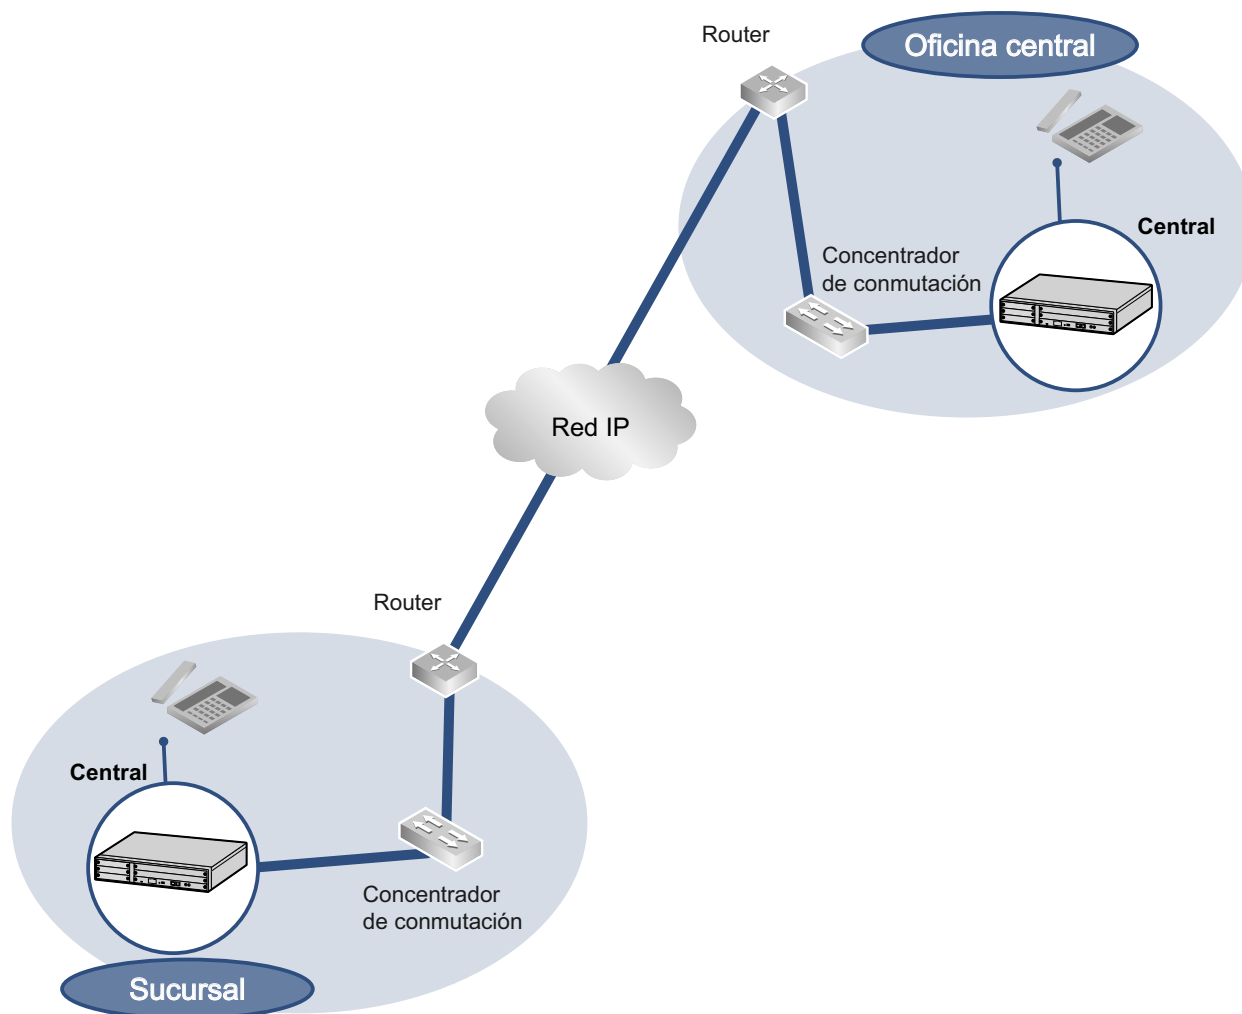 Router
Oficina central
Central
Concentrador
de conmutación
Red IP
Router
Central
Concentrador
de conmutación
Sucursal